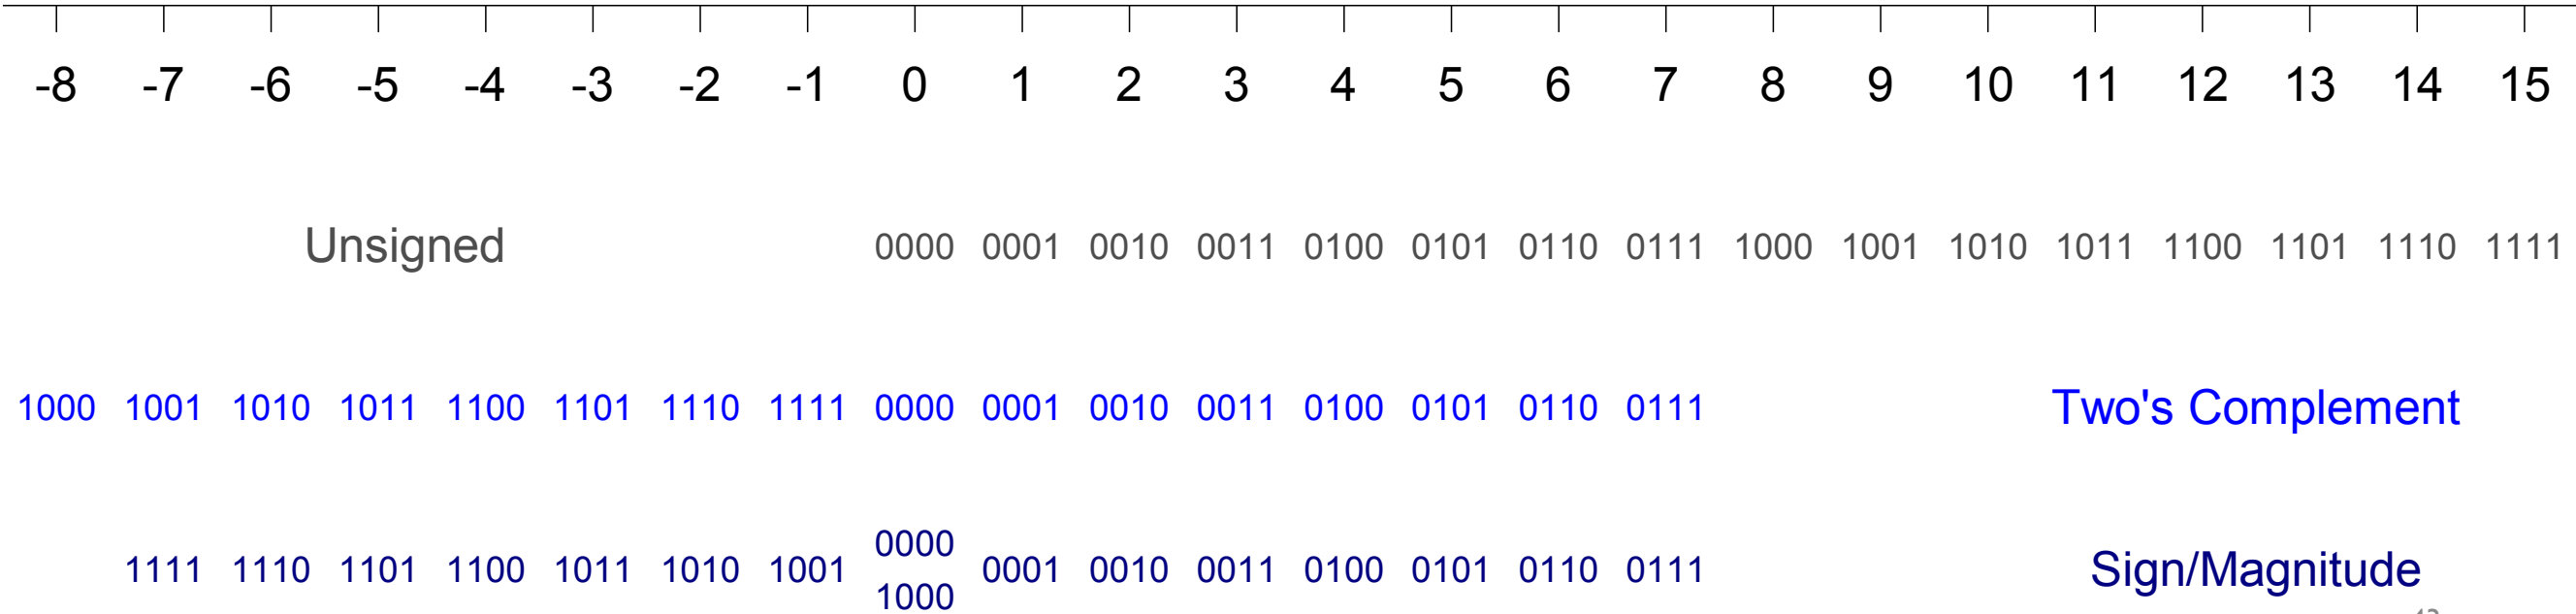 -8 -7 -6 -5 -4 -3 -2 -1 0 1 2 3 4 5 6 7 8 9 10 11 12 13 14 15
Unsigned 0000 0001 0010 0011 0100 0101 0110 0111 1000 1001 1010 1011 1100 1101 1110 1111
1000 1001 1010 1011 1100 1101 1110 1111 0000 0001 0010 0011 0100 0101 0110 0111 Two's Complement
0000
1111 1110 1101 1100 1011 1010 1001 0001 0010 0011 0100 0101 0110 0111 Sign/Magnitude
1000